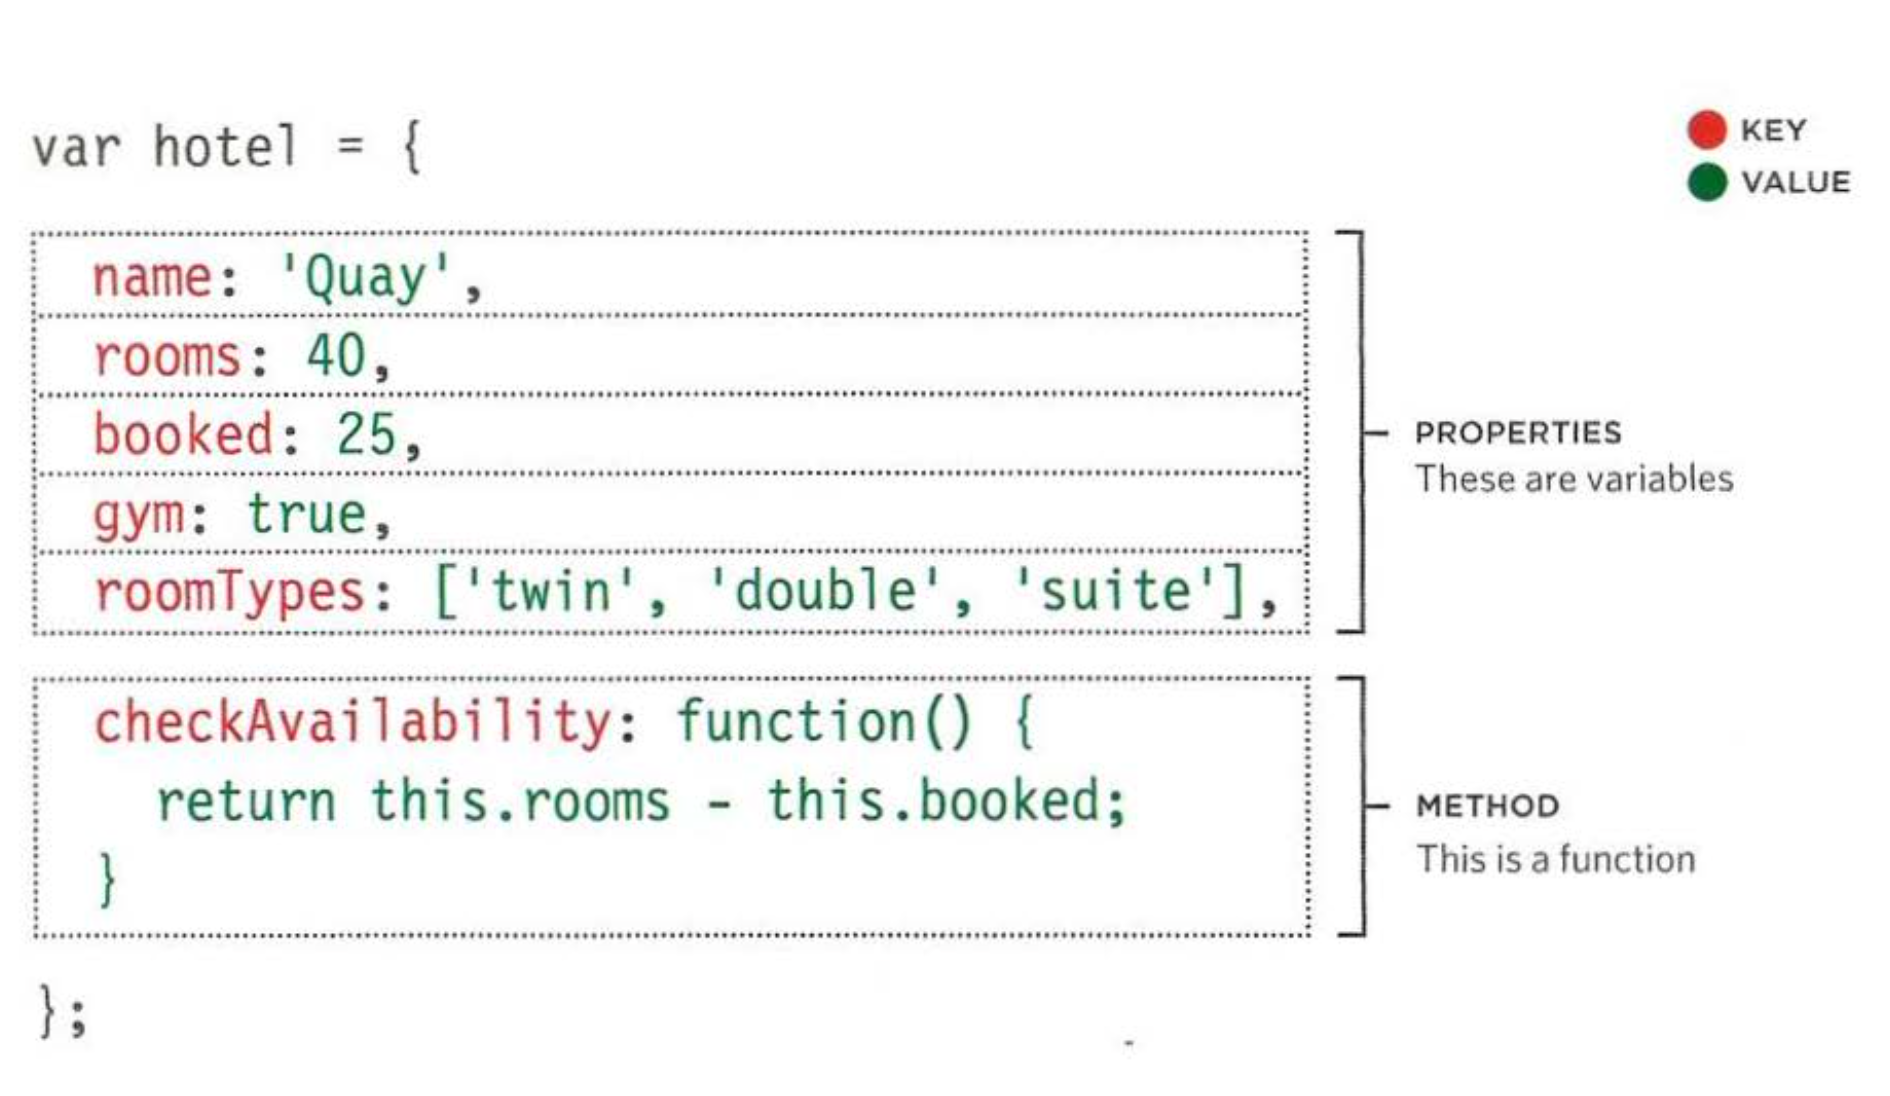 var hotel = {
KEY
VALUE
name: 'Quay',
rooms: 40,
booked: 25,
gym: true,
roomTypes: ['twin', 'double', 'suite'],
PROPERTIES
These are variables
checkAvailability: function() {
return this.rooms - this.booked;
}
METHOD
This is a function
};